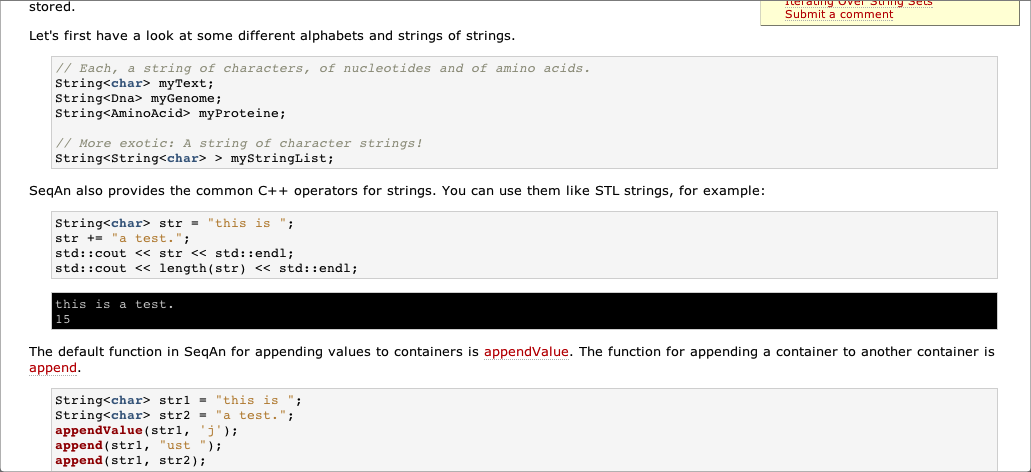 stored.
Iterating Over String Sets
Submit a comment
Let's first have a look at some different alphabets and strings of strings.
// Each, a string of characters, of nucleotides and of amino acids.
String<char> myText;
String<Dna> myGenome;
String<AminoAcid> myProteine;
// More exotic: A string of character strings!
String<String<char> > myStringList;
SeqAn also provides the common C++ operators for strings. You can use them like STL strings, for example:
String<char> str = "this is ";
str += "a test.";
std::cout << str << std::endl;
std::cout << length(str) << std::endl;
this is a test.
15
The default function in SeqAn for appending values to containers is appendValue. The function for appending a container to another container is
append.
String<char> str1 = "this is ";
String<char> str2 = "a test.";
appendValue(str1, 'j');
append(str1, "ust ");
append(str1, str2);